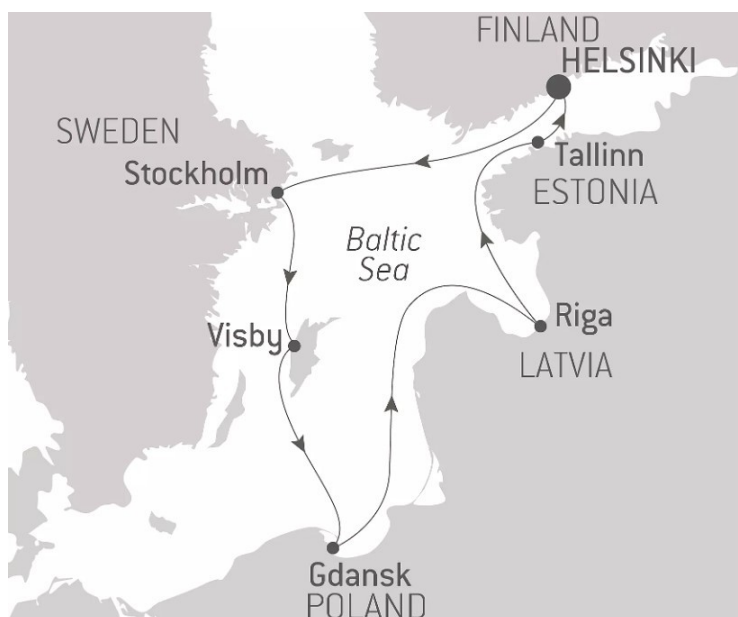 FINLAND
HELSINKI
SWEDEN
Stockholm
Tallinn
ESTONIA
Baltic
Sea
Visby
Riga
LATVIA
Gdansk
POLAND